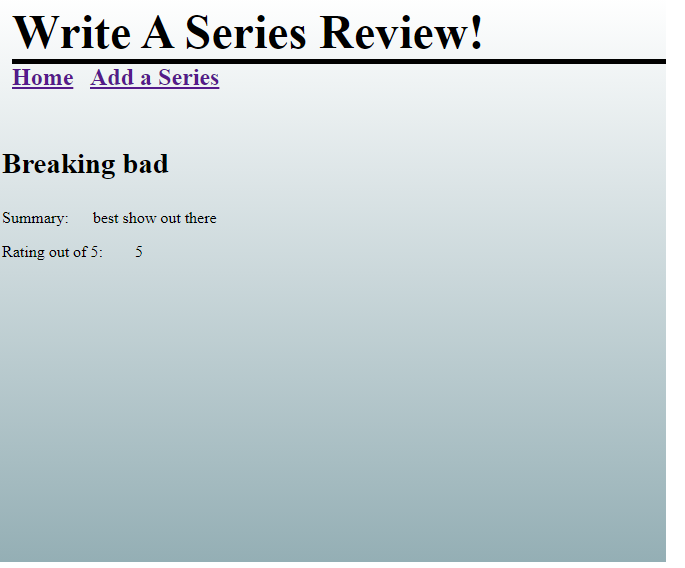 Write A Series Review!
Home Add a Series
Breaking bad
Summary: best show out there
Rating out of 5: 5